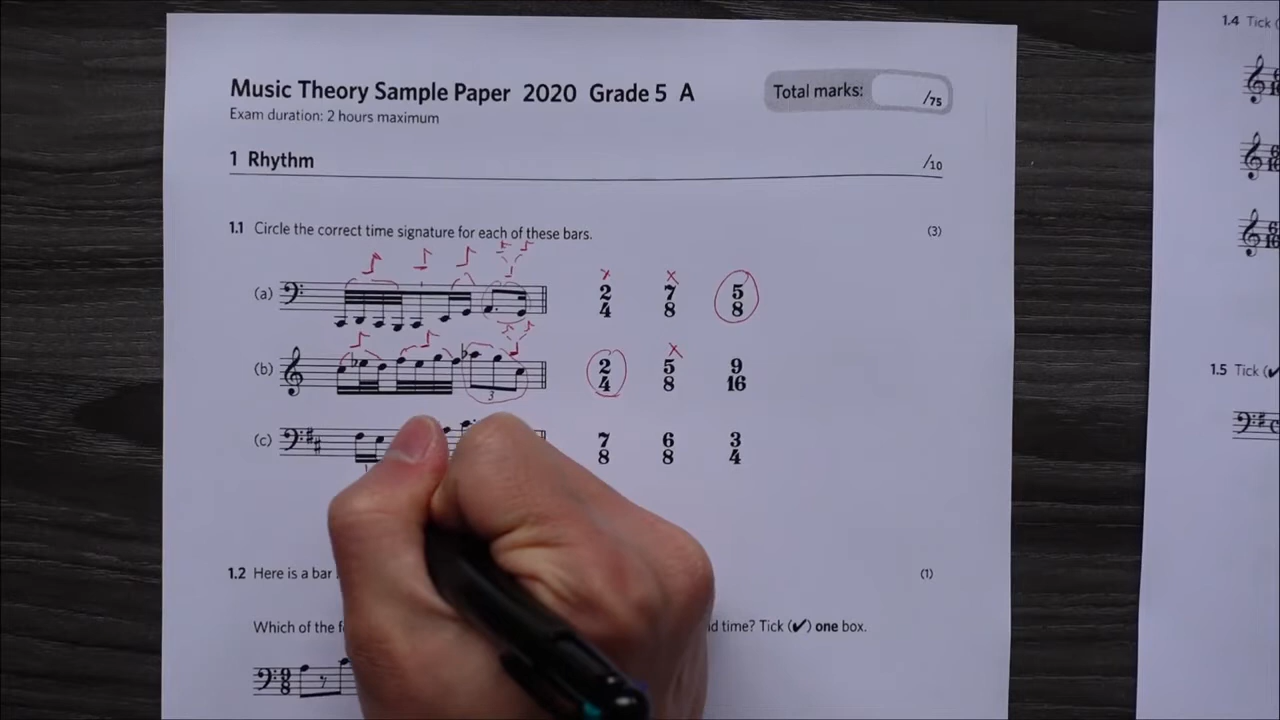 Music Theory Sample Paper 2020 Grade 5 A
Total marks: /75
Exam duration: 2 hours maximum
1 Rhythm /10
1.1 Circle the correct time signature for each of these bars. (3)
(a) 2/4 7/8 5/8
(b) 3 2/4 5/8 9/16
(c) 7/8 6/8 3/4
1.2 Here is a bar (1)
Which of the time? Tick (✔) one box.
9/8
1.4 Tick
1.5 Tick